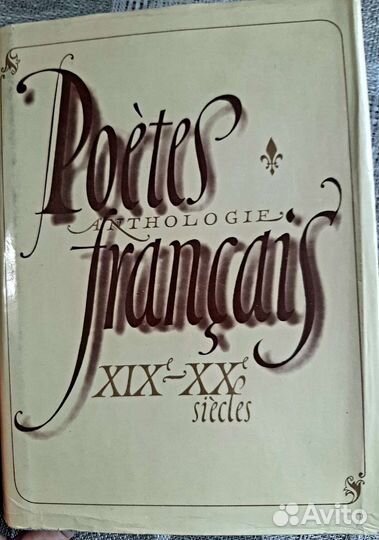 Poètes
ANTHOLOGIE
français
XIXe-XXe
siècles
Avito